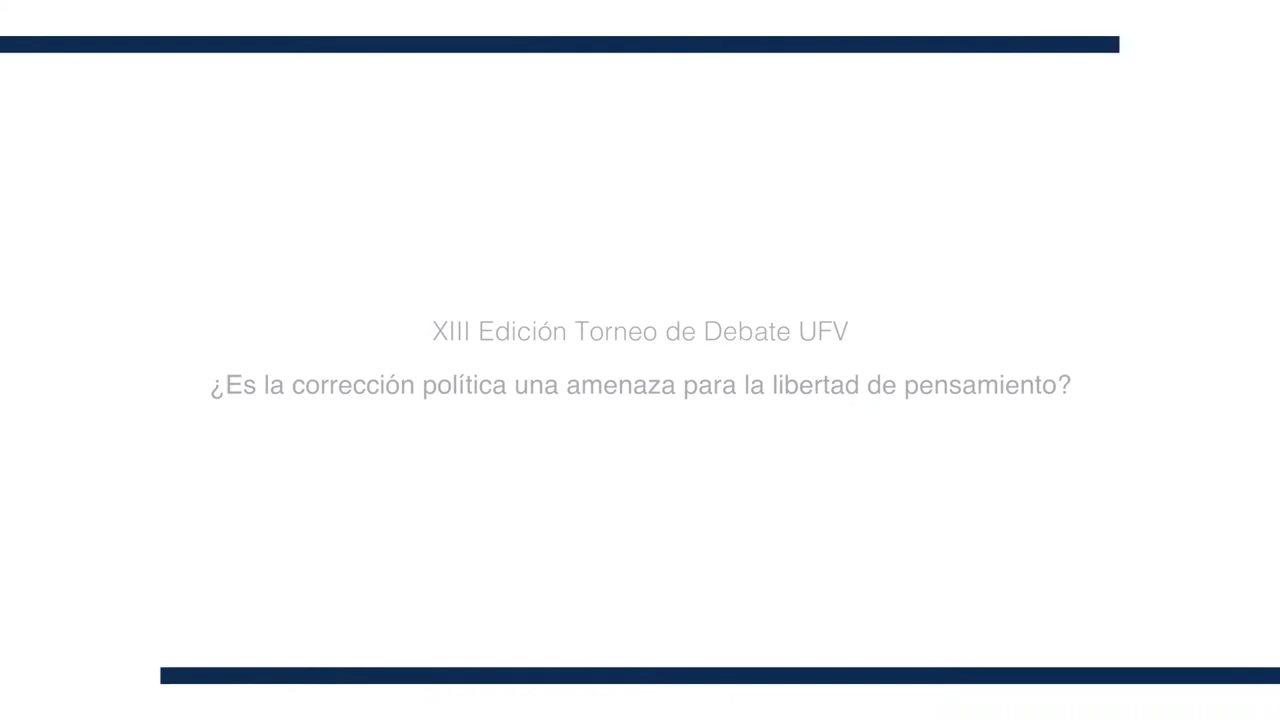 XIII Edición Torneo de Debate UFV
¿Es la corrección política una amenaza para la libertad de pensamiento?